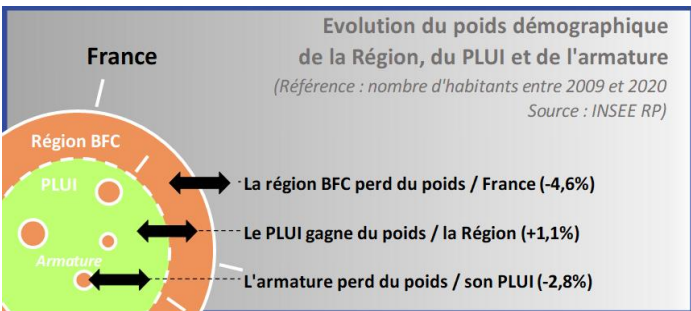 Evolution du poids démographique
de la Région, du PLUI et de l'armature
(Référence : nombre d'habitants entre 2009 et 2020
Source : INSEE RP)
France
Région BFC
PLUI
Armature
La région BFC perd du poids / France (-4,6%)
Le PLUI gagne du poids / la Région (+1,1%)
L'armature perd du poids / son PLUI (-2,8%)